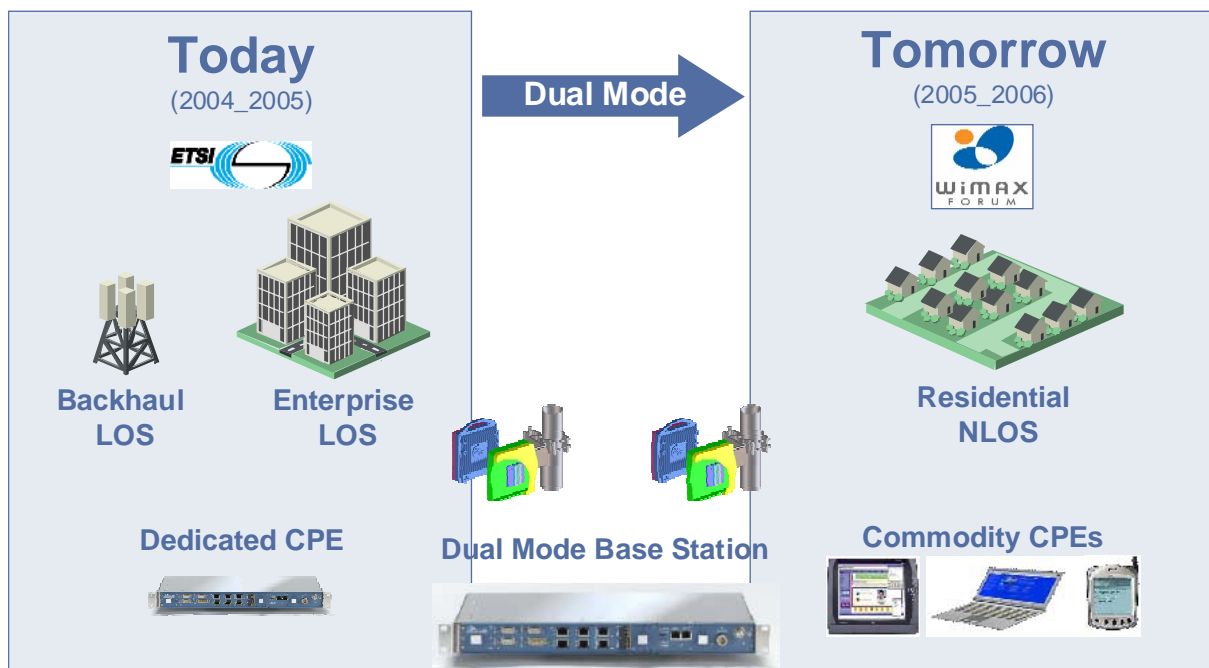 Today
(2004_2005)
ETSI
Backhaul
LOS
Enterprise
LOS
Dedicated CPE
Dual Mode
Dual Mode Base Station
Tomorrow
(2005_2006)
WiMAX
FORUM
Residential
NLOS
Commodity CPEs